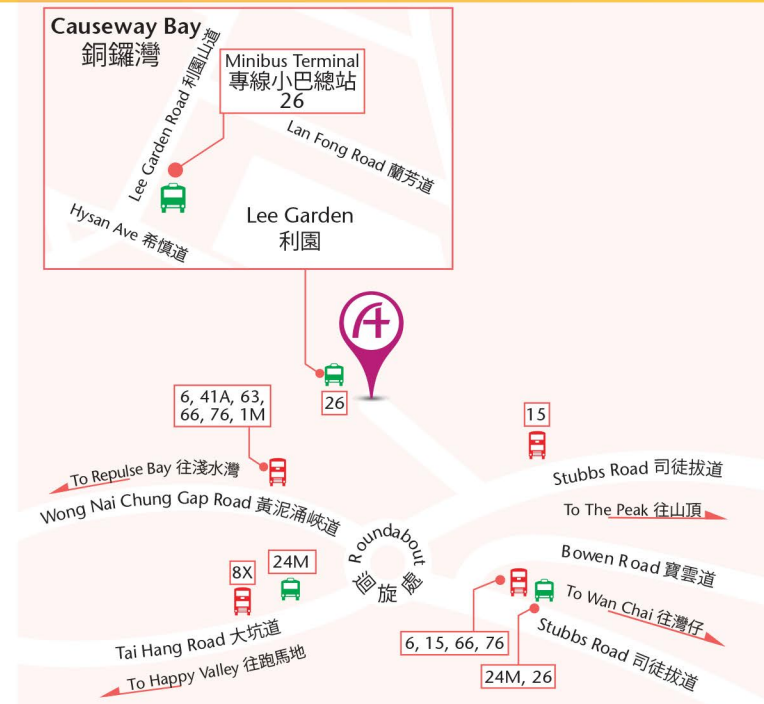 Causeway Bay
銅鑼灣
Minibus Terminal
專線小巴總站
26
Lee Garden Road 利園山道
Lan Fong Road 蘭芳道
Hysan Ave 希慎道
Lee Garden
利園
26
6, 41A, 63,
66, 76, 1M
15
To Repulse Bay 往淺水灣
Wong Nai Chung Gap Road 黃泥涌峽道
Stubbs Road 司徒拔道
To The Peak 往山頂
Roundabout
迴旋處
Bowen Road 寶雲道
8X
24M
To Wan Chai 往灣仔
Stubbs Road 司徒拔道
6, 15, 66, 76
24M, 26
Tai Hang Road 大坑道
To Happy Valley 往跑馬地